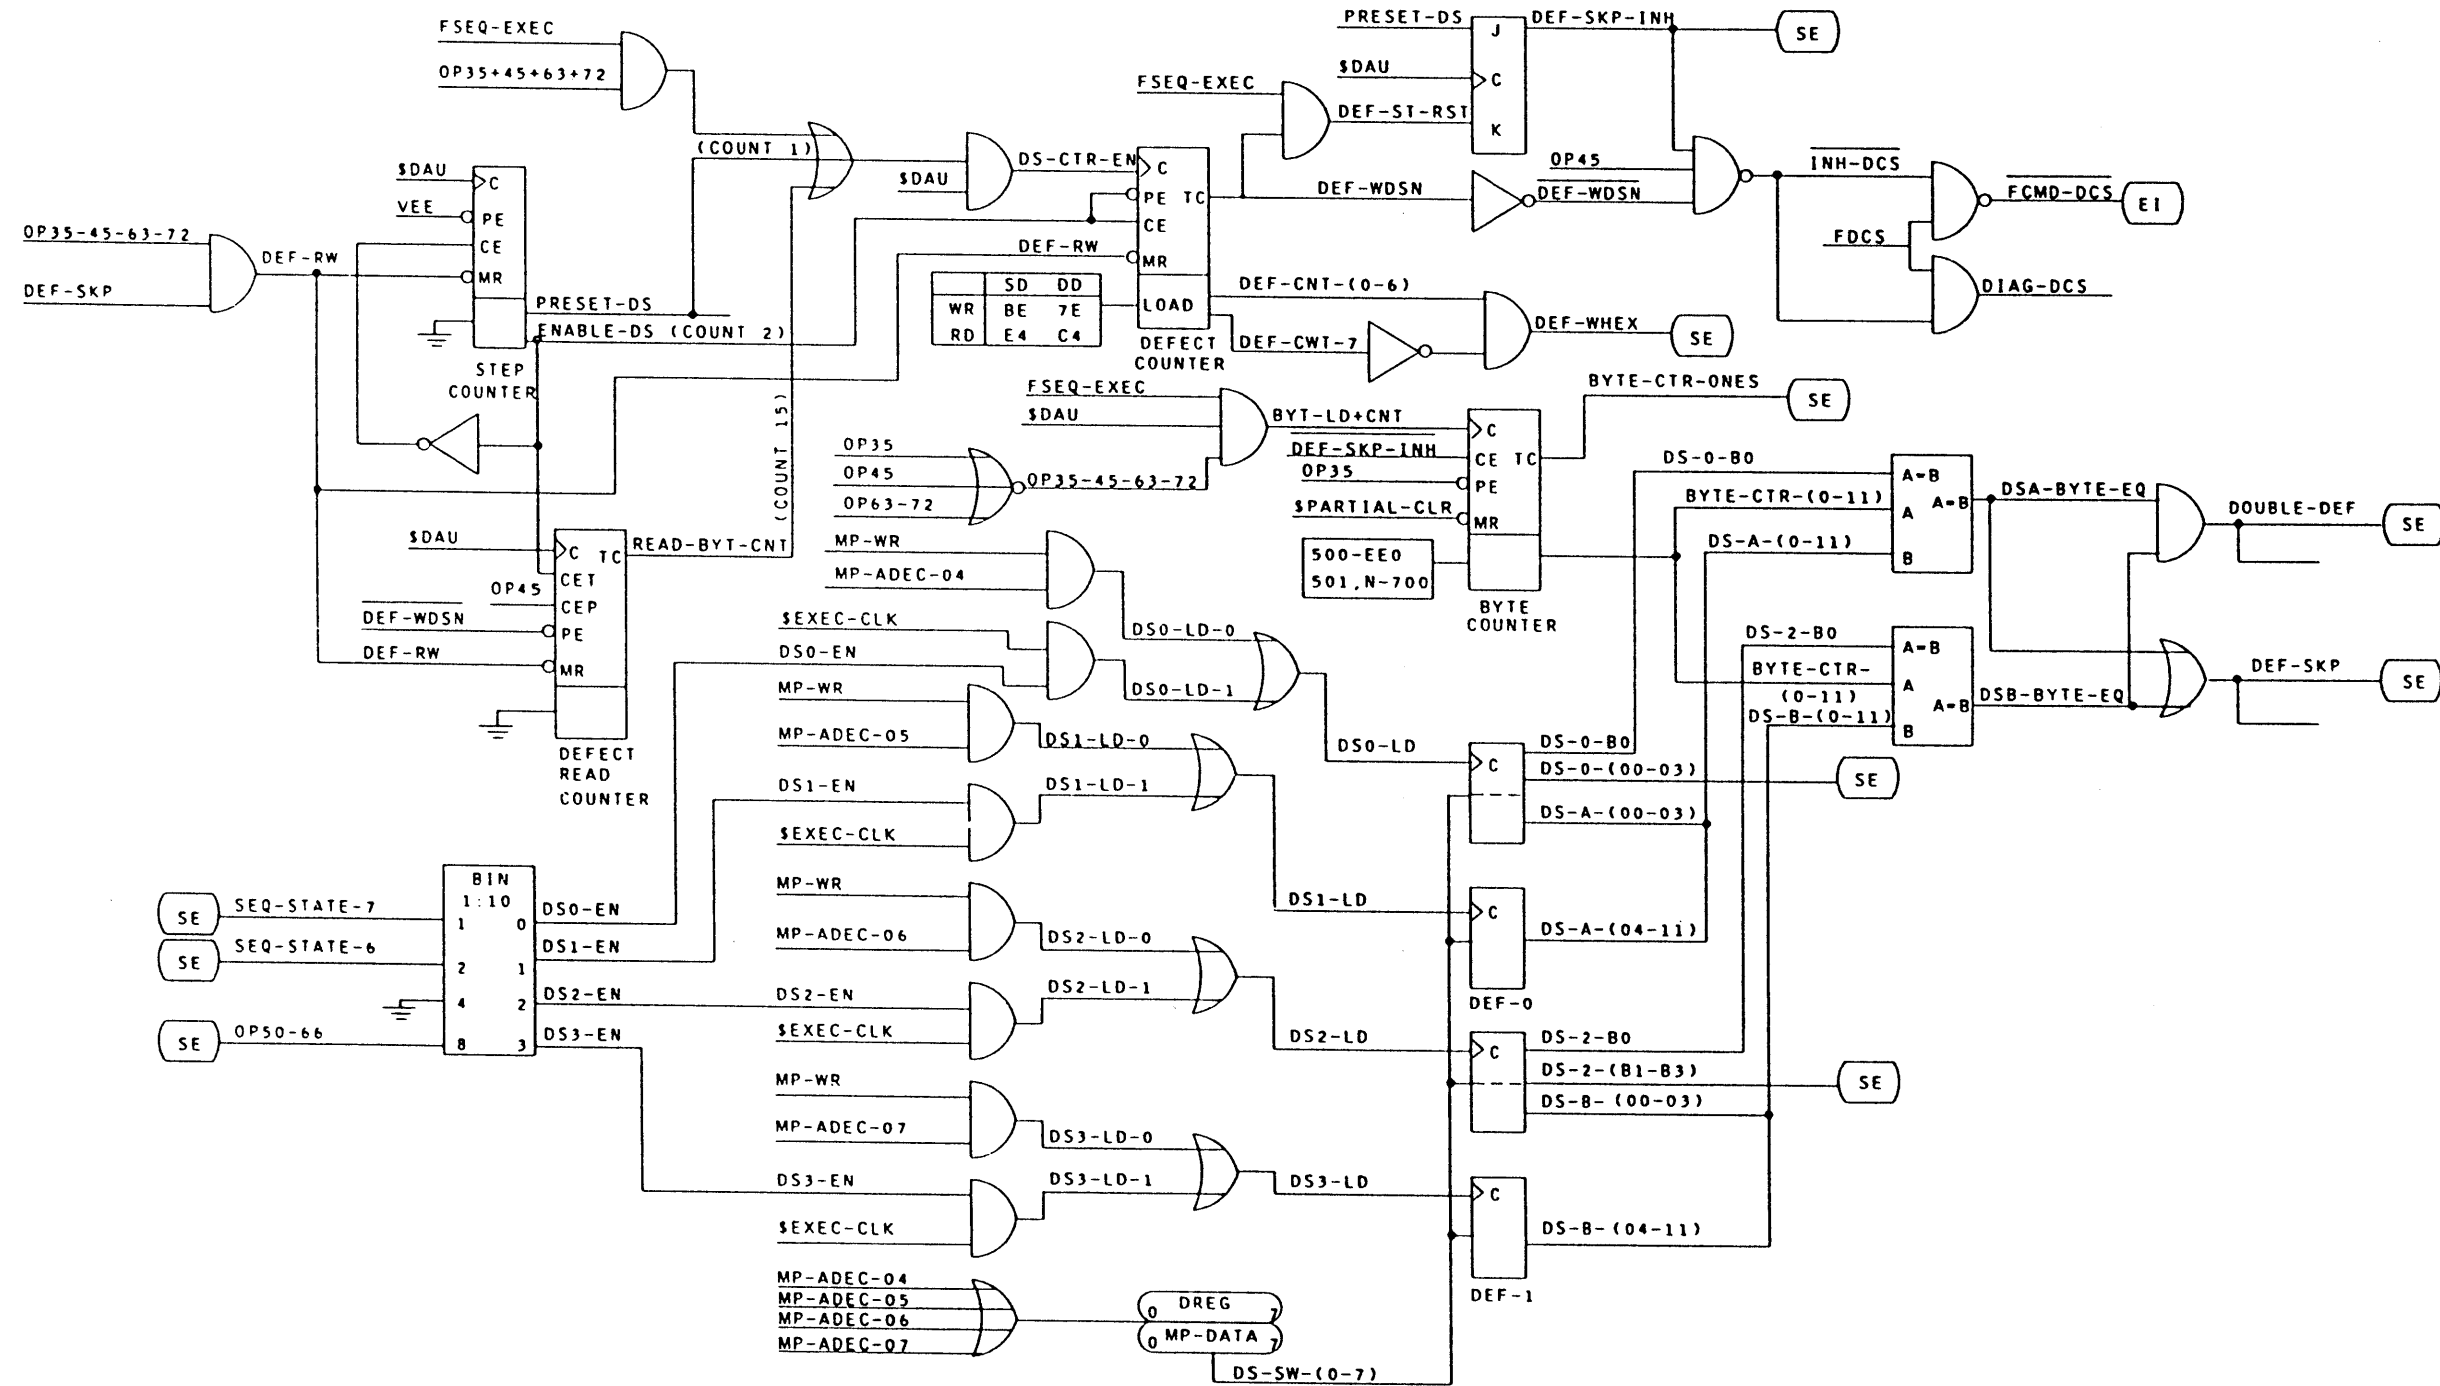 FSEQ-EXEC
OP35+45+63+72
(COUNT 1)
$DAU
C
VEE
PE
CE
MR
OP35-45-63-72
DEF-RW
DEF-SKP
PRESET-DS
ENABLE-DS (COUNT 2)
STEP
COUNTER
(COUNT 15)
$DAU
C
TC
READ-BYT-CNT
CET
OP45
CEP
DEF-WDSN
PE
DEF-RW
MR
DEFECT
READ
COUNTER
$DAU
DS-CTR-EN
C
PE
TC
CE
DEF-RW
MR
SD DD
WR BE 7E
RD E4 C4
LOAD
DEFECT
COUNTER
FSEQ-EXEC
DEF-ST-RST
PRESET-DS
J
DEF-SKP-INH
SE
$DAU
C
K
DEF-WDSN
OP45
DEF-WDSN
INH-DCS
FCMD-DCS
EI
FDCS
DIAG-DCS
DEF-CNT-(0-6)
DEF-CWT-7
DEF-WHEX
SE
FSEQ-EXEC
$DAU
BYT-LD+CNT
C
OP35
OP45
OP63-72
OP35-45-63-72
DEF-SKP-INH
CE
TC
OP35
PE
$PARTIAL-CLR
MR
500-EE0
501,N-700
BYTE
COUNTER
BYTE-CTR-ONES
SE
DS-0-B0
A=B
BYTE-CTR-(0-11)
A
A=B
DS-A-(0-11)
B
DSA-BYTE-EQ
DOUBLE-DEF
SE
DS-2-B0
A=B
BYTE-CTR-
(0-11)
A
A=B
DS-B-(0-11)
B
DSB-BYTE-EQ
DEF-SKP
SE
MP-WR
MP-ADEC-04
DS0-LD-0
$EXEC-CLK
DS0-EN
DS0-LD-1
DS0-LD
MP-WR
MP-ADEC-05
DS1-LD-0
DS1-EN
$EXEC-CLK
DS1-LD-1
DS1-LD
MP-WR
MP-ADEC-06
DS2-LD-0
DS2-EN
$EXEC-CLK
DS2-LD-1
DS2-LD
MP-WR
MP-ADEC-07
DS3-LD-0
DS3-EN
$EXEC-CLK
DS3-LD-1
DS3-LD
SE
SEQ-STATE-7
SE
SEQ-STATE-6
SE
OP50-66
BIN
1:10
1 0
2 1
4 2
8 3
DS0-EN
DS1-EN
DS2-EN
DS3-EN
C
DS-0-B0
DS-0-(00-03)
SE
DS-A-(00-03)
C
DS-A-(04-11)
DEF-0
C
DS-2-B0
DS-2-(B1-B3)
SE
DS-B-(00-03)
C
DS-B-(04-11)
DEF-1
MP-ADEC-04
MP-ADEC-05
MP-ADEC-06
MP-ADEC-07
0 DREG 7
0 MP-DATA 7
DS-SW-(0-7)